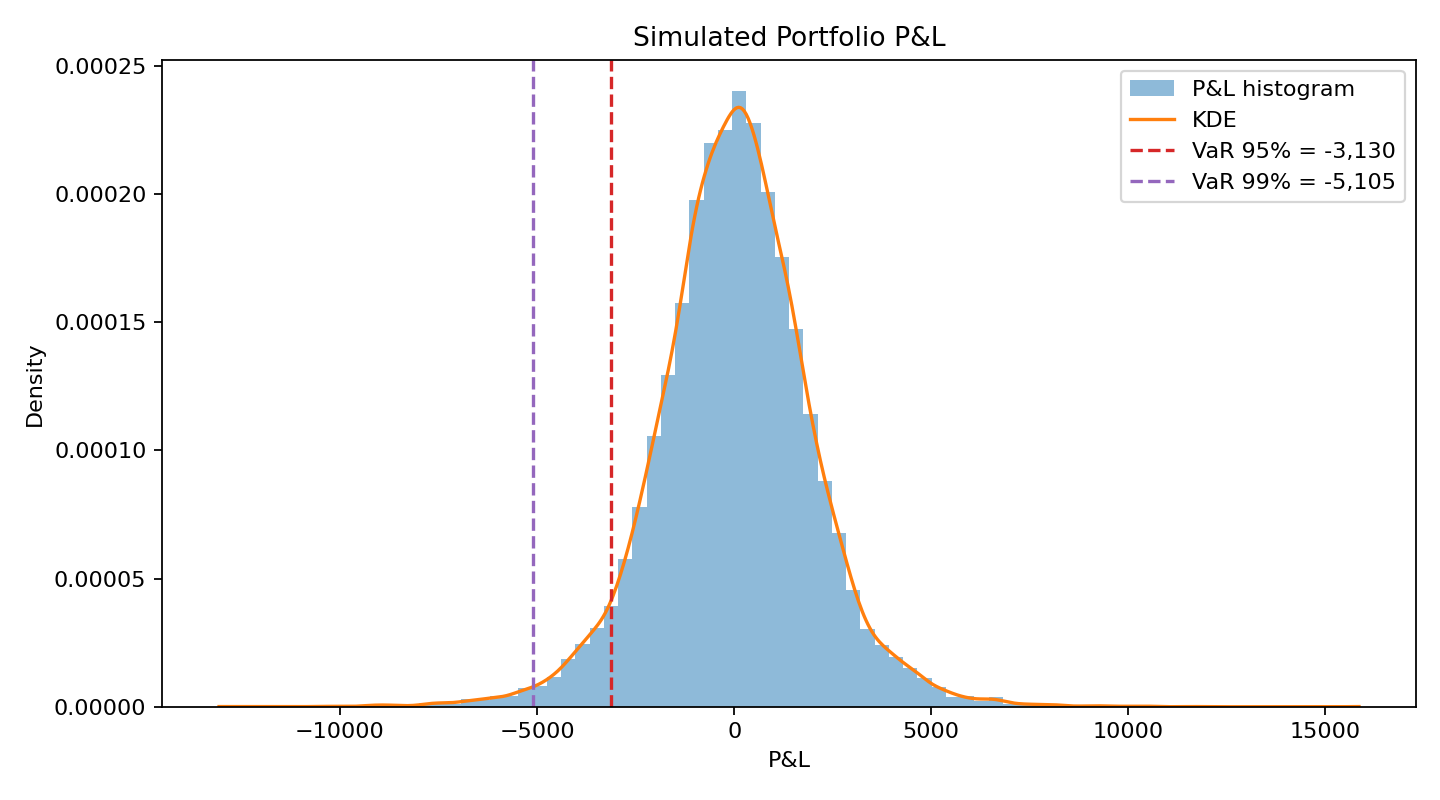 Simulated Portfolio P&L
0.00025
0.00020
0.00015
0.00010
0.00005
0.00000
Density
P&L histogram
KDE
VaR 95% = -3,130
VaR 99% = -5,105
−10000
−5000
0
5000
10000
15000
P&L